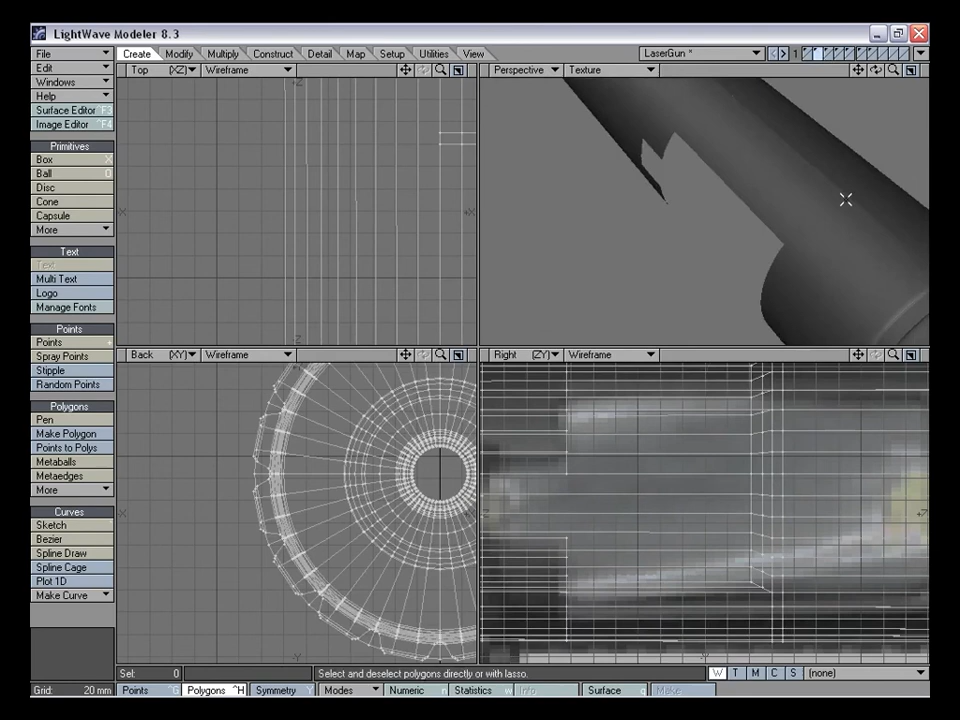 LightWave Modeler 8.3
File
Edit
Windows
Help
Surface Editor F3
Image Editor ^F4
Primitives
Box X
Ball O
Disc
Cone
Capsule
More
Text
Text
Multi Text
Logo
Manage Fonts
Points
Points +
Spray Points
Stipple
Random Points
Polygons
Pen
Make Polygon
Points to Polys
Metaballs
Metaedges
More
Curves
Sketch
Bezier
Spline Draw
Spline Cage
Plot 1D
Make Curve
Create Modify Multiply Construct Detail Map Setup Utilities View LaserGun * 1
Top (XZ) Wireframe
Perspective Texture
Back (XY) Wireframe
Right (ZY) Wireframe
Sel: 0 Select and deselect polygons directly or with lasso. W T M C S (none)
Grid: 20 mm Points ^G Polygons ^H Symmetry Y Modes Numeric n Statistics w Info Surface q Make